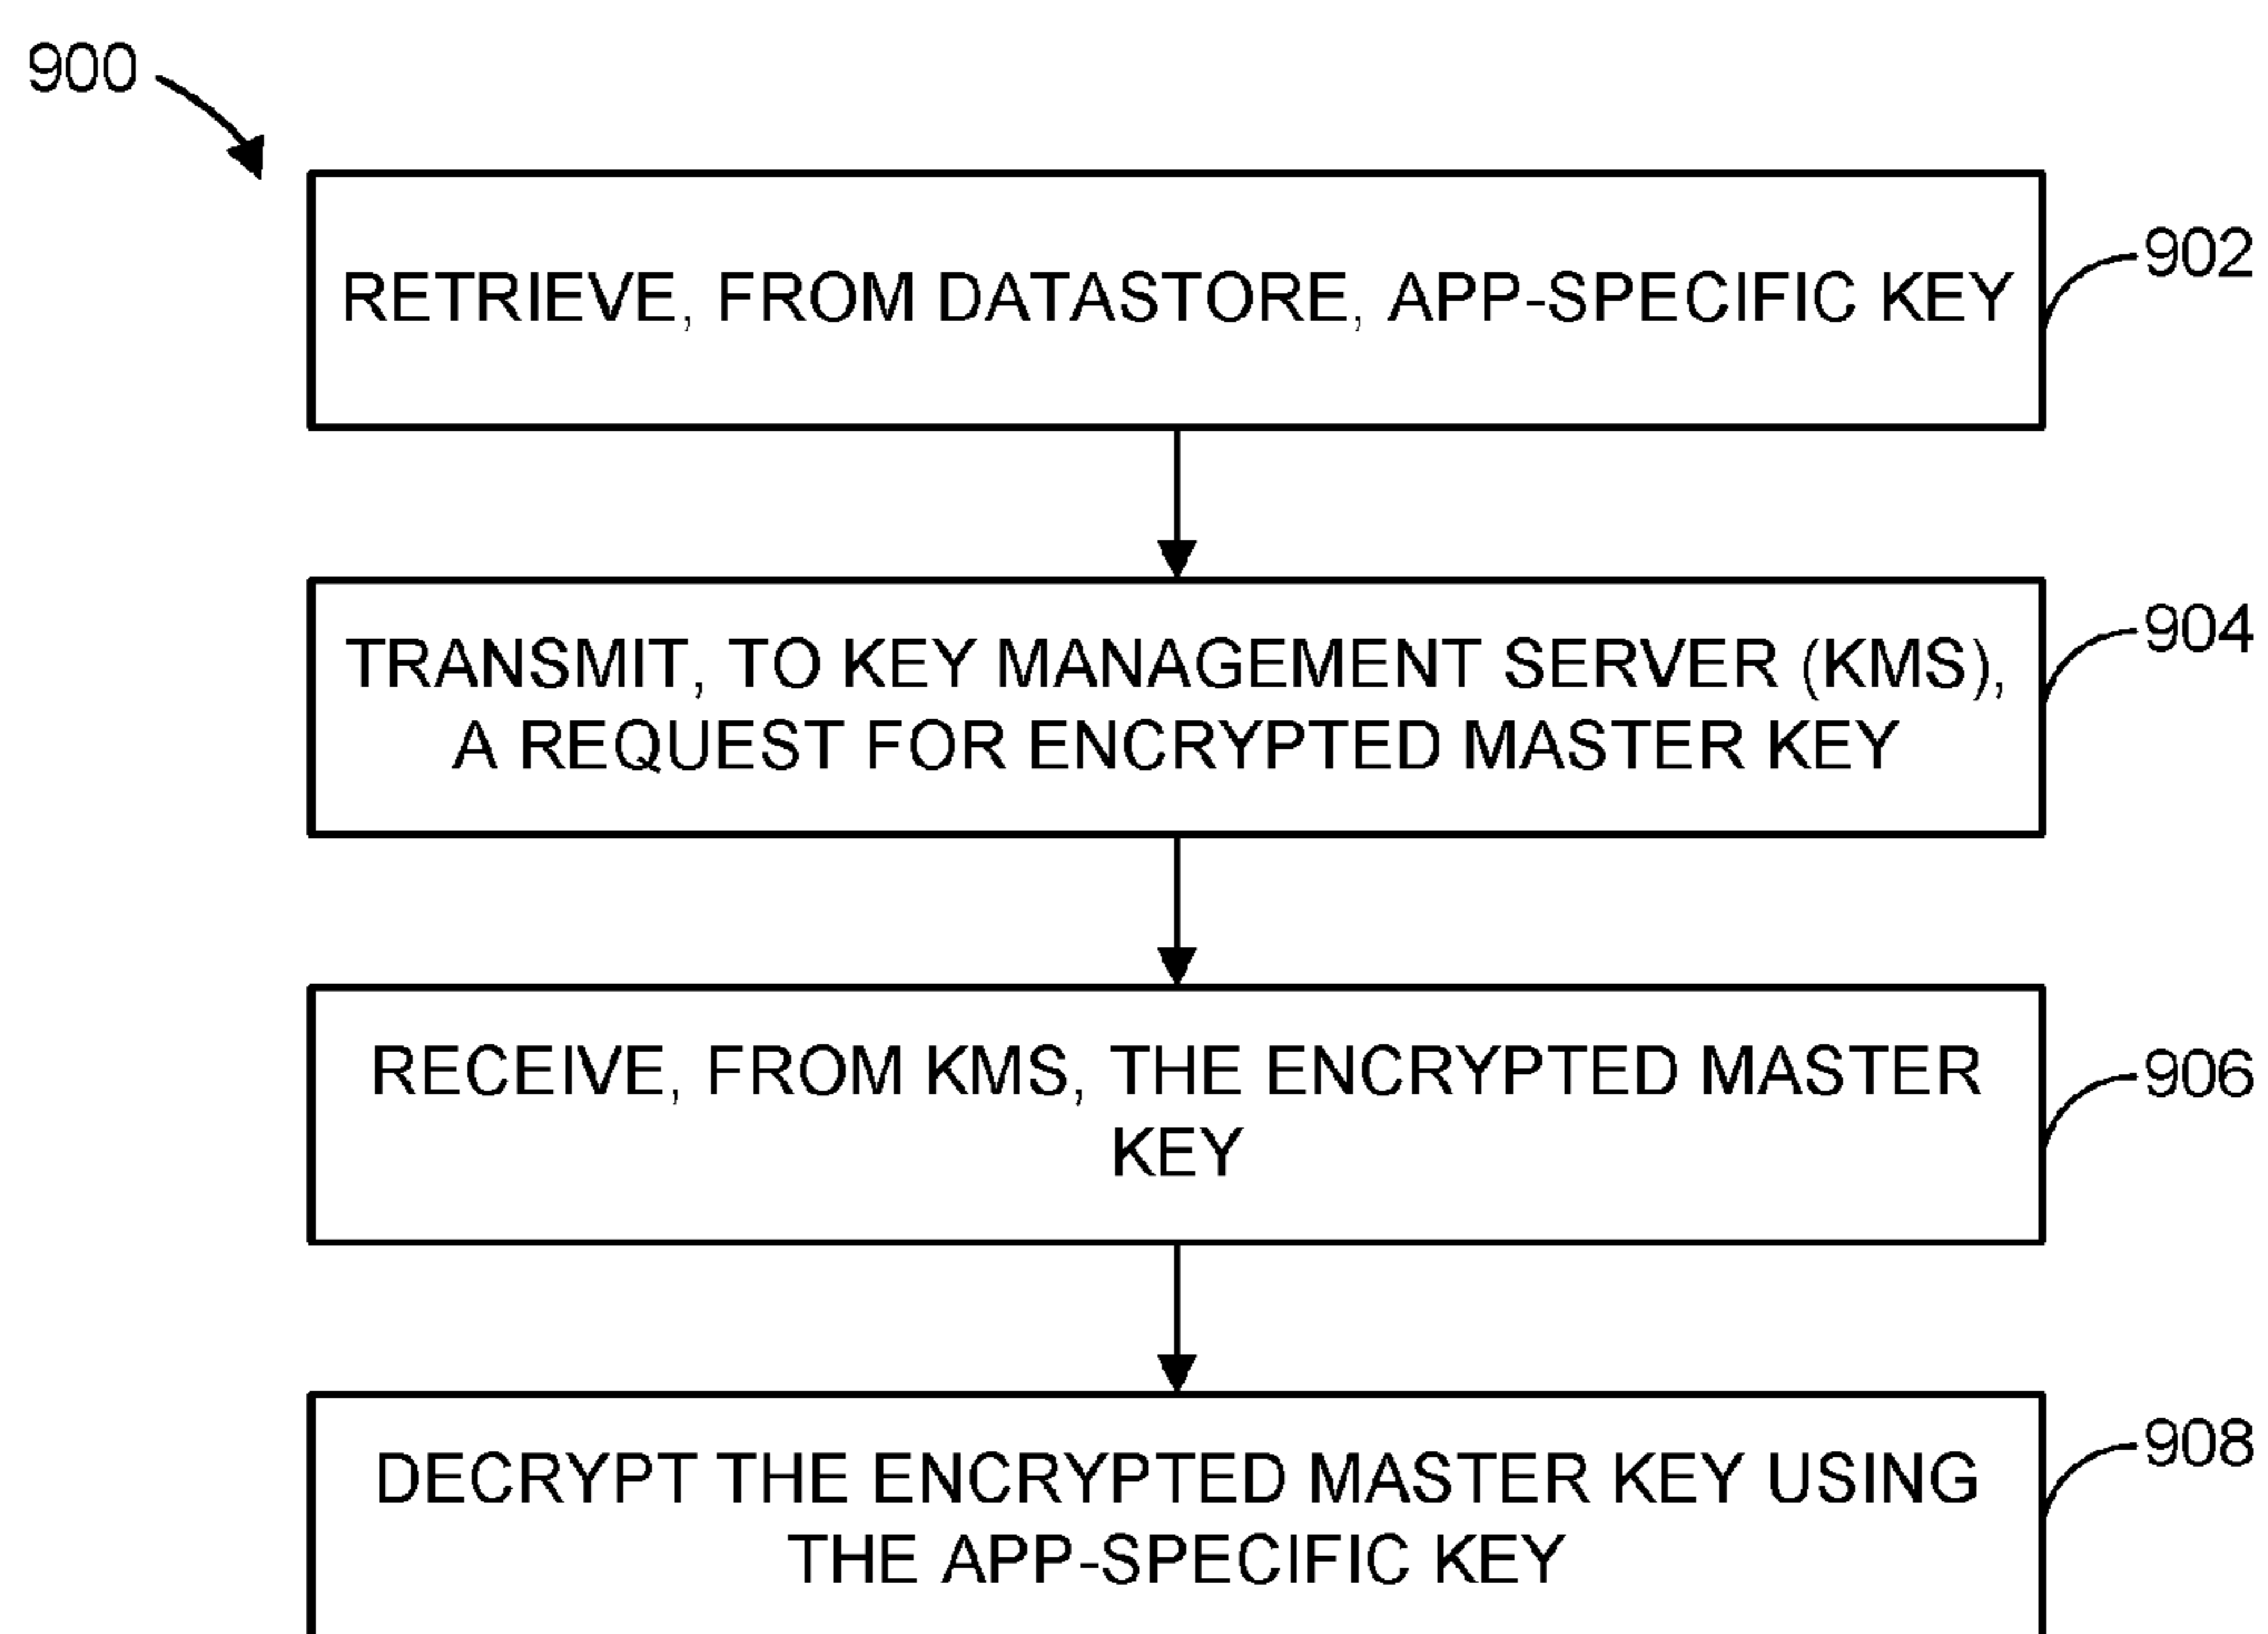 900
RETRIEVE, FROM DATASTORE, APP-SPECIFIC KEY
902
TRANSMIT, TO KEY MANAGEMENT SERVER (KMS),
A REQUEST FOR ENCRYPTED MASTER KEY
904
RECEIVE, FROM KMS, THE ENCRYPTED MASTER
KEY
906
DECRYPT THE ENCRYPTED MASTER KEY USING
THE APP-SPECIFIC KEY
908